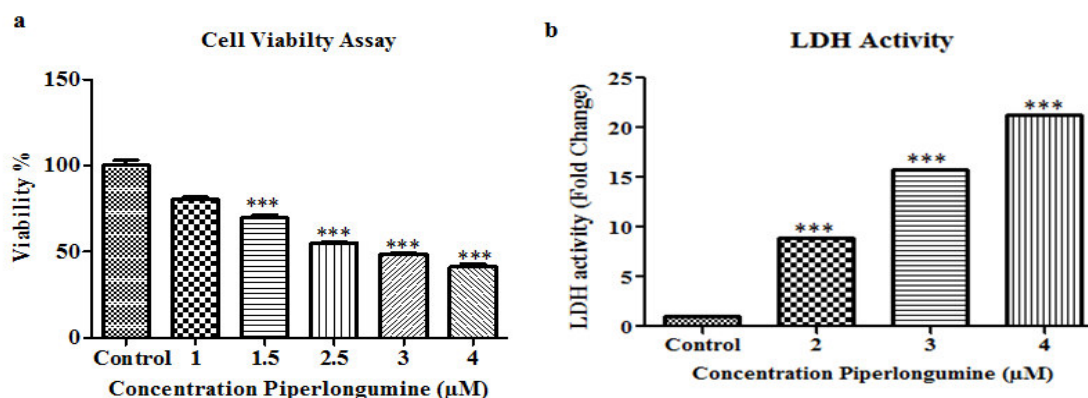 a
Cell Viabilty Assay
150
100
50
0
Viability %
***
***
***
***
Control 1 1.5 2.5 3 4
Concentration Piperlongumine (µM)
b
LDH Activity
25
20
15
10
5
0
LDH activity (Fold Change)
***
***
***
Control 2 3 4
Concentration Piperlongumine (µM)